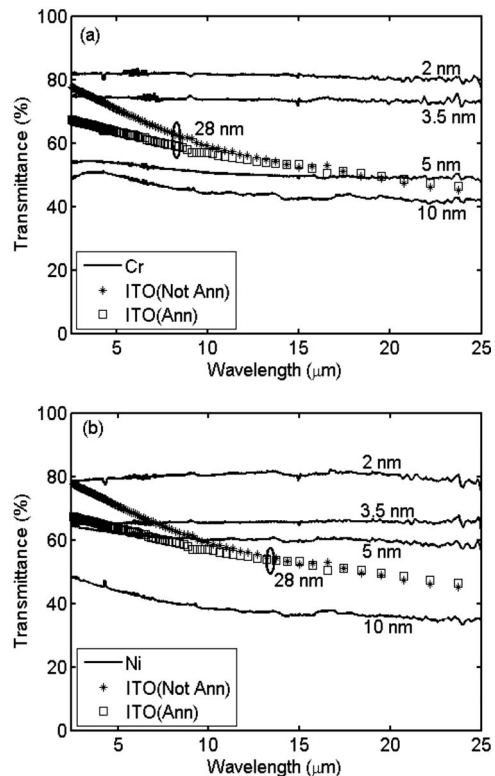 100
(a)
80
60
40
20
0
Transmittance (%)
2 nm
3.5 nm
28 nm
5 nm
10 nm
Cr
ITO(Not Ann)
ITO(Ann)
5 10 15 20 25
Wavelength (μm)
100
(b)
80
60
40
20
0
Transmittance (%)
2 nm
3.5 nm
5 nm
28 nm
10 nm
Ni
ITO(Not Ann)
ITO(Ann)
5 10 15 20 25
Wavelength (μm)